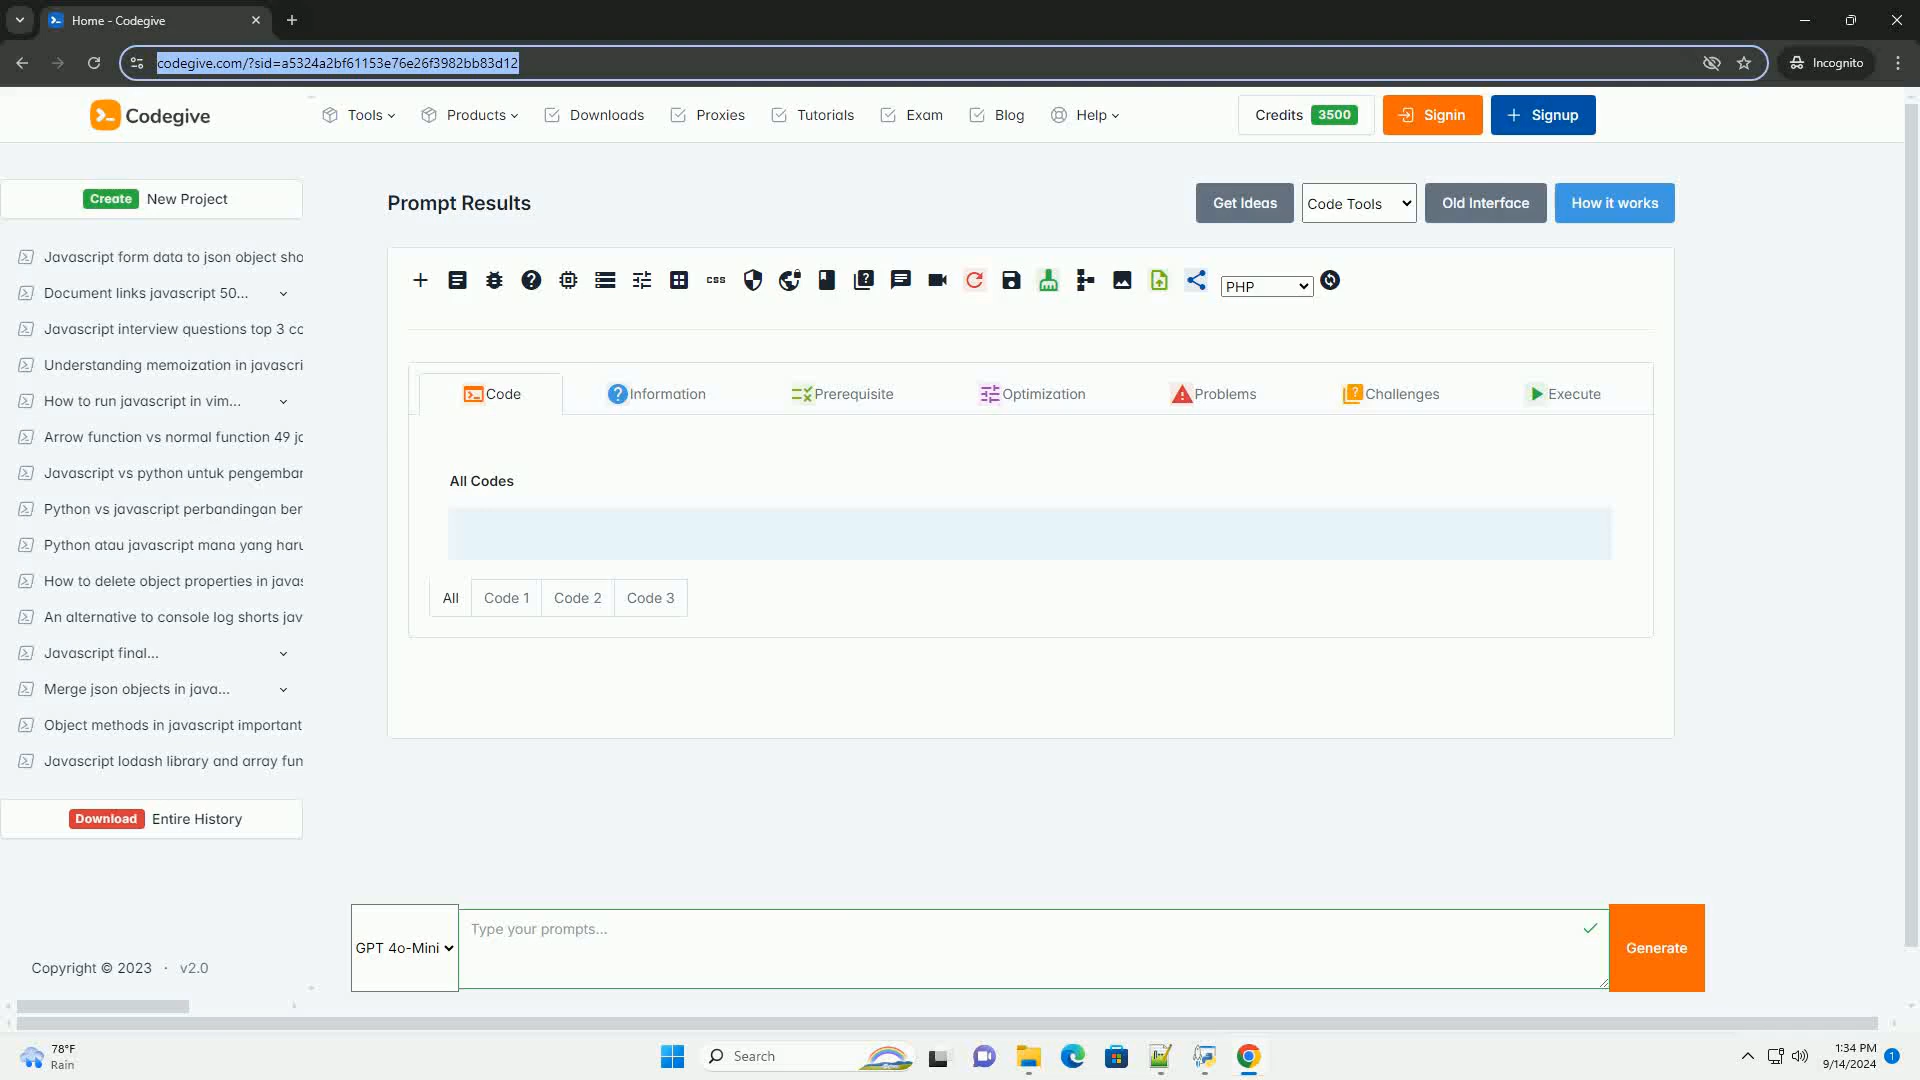 Home - Codegive
codegive.com/?sid=a5324a2bf61153e76e26f3982bb83d12
Incognito
Codegive
Tools
Products
Downloads
Proxies
Tutorials
Exam
Blog
Help
Credits 3500
Signin
Signup
Create New Project
Javascript form data to json object sho
Document links javascript 50...
Javascript interview questions top 3 cc
Understanding memoization in javascri
How to run javascript in vim...
Arrow function vs normal function 49 jc
Javascript vs python untuk pengembar
Python vs javascript perbandingan ber
Python atau javascript mana yang haru
How to delete object properties in javas
An alternative to console log shorts jav
Javascript final...
Merge json objects in java...
Object methods in javascript important
Javascript lodash library and array fun
Download Entire History
Copyright © 2023 · v2.0
Prompt Results
Get Ideas
Code Tools
Old Interface
How it works
css
PHP
Code
Information
Prerequisite
Optimization
Problems
Challenges
Execute
All Codes
All
Code 1
Code 2
Code 3
GPT 4o-Mini
Type your prompts...
Generate
78°F
Rain
Search
1:34 PM
9/14/2024
1